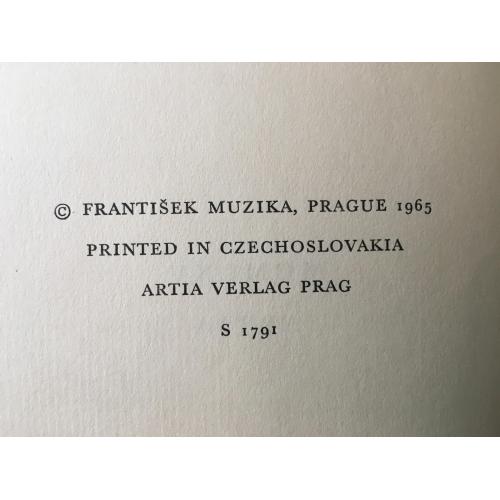 © FRANTIŠEK MUZIKA, PRAGUE 1965
PRINTED IN CZECHOSLOVAKIA
ARTIA VERLAG PRAG
S 1791